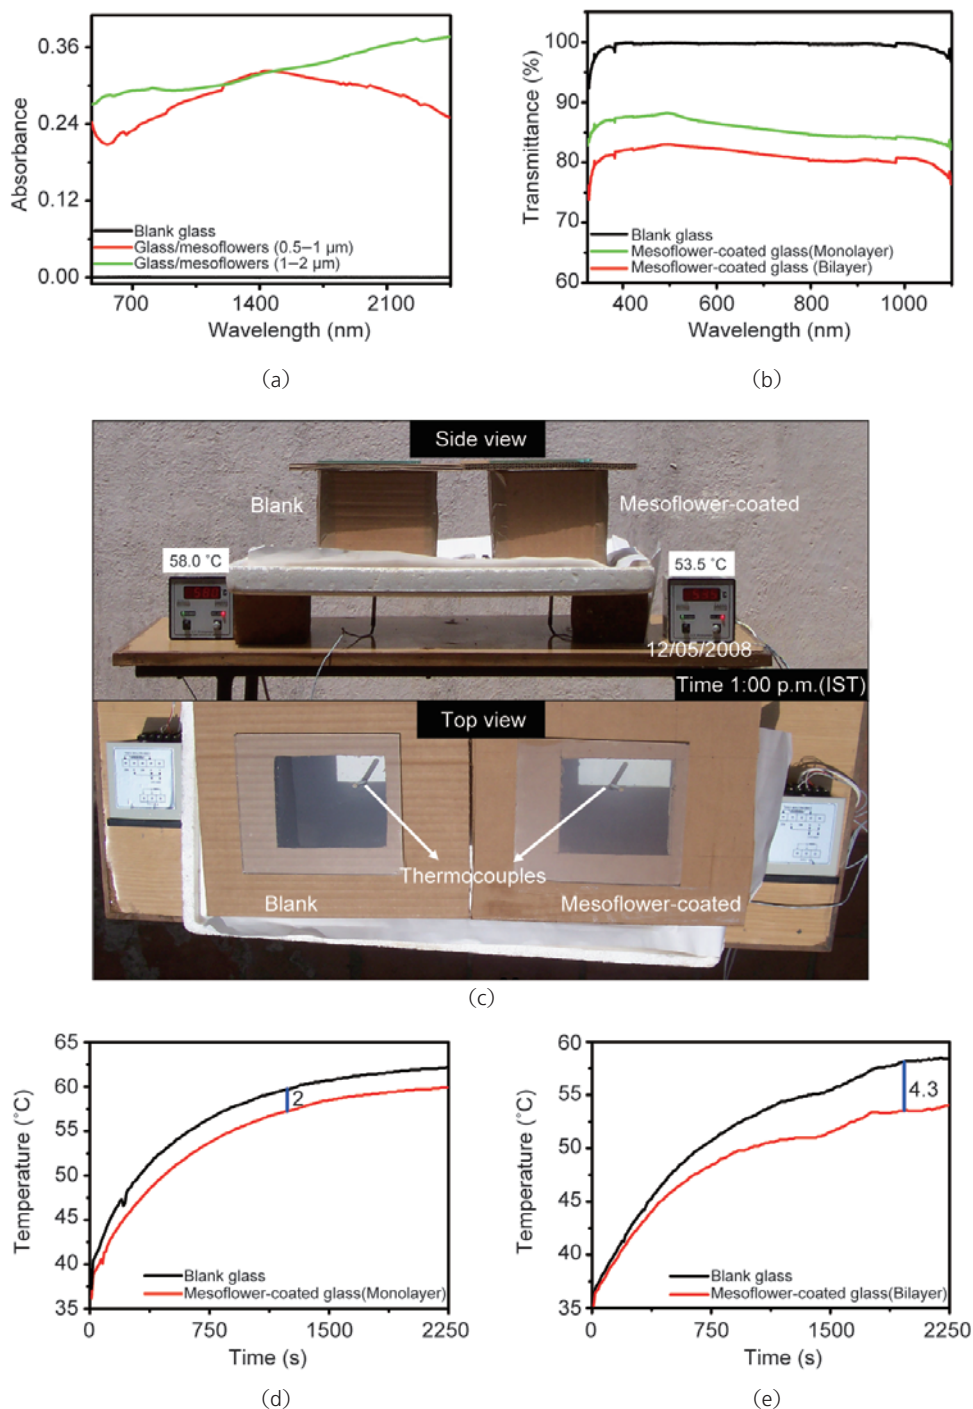 0.36
0.24
0.12
0.00
Absorbance
Blank glass
Glass/mesoflowers (0.5–1 µm)
Glass/mesoflowers (1–2 µm)
700 1400 2100
Wavelength (nm)
(a)
100
90
80
70
60
Transmittance (%)
Blank glass
Mesoflower-coated glass(Monolayer)
Mesoflower-coated glass (Bilayer)
400 600 800 1000
Wavelength (nm)
(b)
Side view
Blank
Mesoflower-coated
58.0 °C
53.5 °C
12/05/2008
Time 1:00 p.m.(IST)
Top view
Thermocouples
Blank
Mesoflower-coated
(c)
65
60
55
50
45
40
35
Temperature (°C)
2
Blank glass
Mesoflower-coated glass(Monolayer)
0 750 1500 2250
Time (s)
(d)
60
55
50
45
40
35
Temperature (°C)
4.3
Blank glass
Mesoflower-coated glass(Bilayer)
0 750 1500 2250
Time (s)
(e)